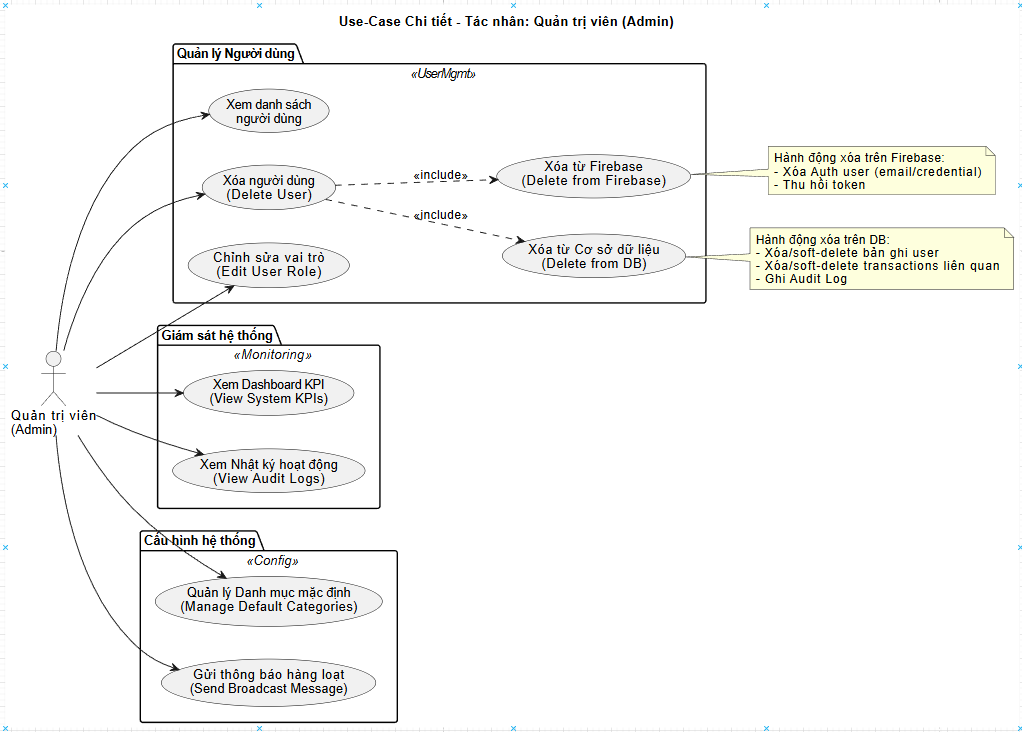 Use-Case Chi tiết - Tác nhân: Quản trị viên (Admin)
Quản lý Người dùng
«UserMgmt»
Xem danh sách
người dùng
Xóa người dùng
(Delete User)
«include»
«include»
Xóa từ Firebase
(Delete from Firebase)
Hành động xóa trên Firebase:
- Xóa Auth user (email/credential)
- Thu hồi token
Xóa từ Cơ sở dữ liệu
(Delete from DB)
Hành động xóa trên DB:
- Xóa/soft-delete bản ghi user
- Xóa/soft-delete transactions liên quan
- Ghi Audit Log
Chỉnh sửa vai trò
(Edit User Role)
Giám sát hệ thống
«Monitoring»
Xem Dashboard KPI
(View System KPIs)
Quản trị viên
(Admin)
Xem Nhật ký hoạt động
(View Audit Logs)
Cấu hình hệ thống
«Config»
Quản lý Danh mục mặc định
(Manage Default Categories)
Gửi thông báo hàng loạt
(Send Broadcast Message)